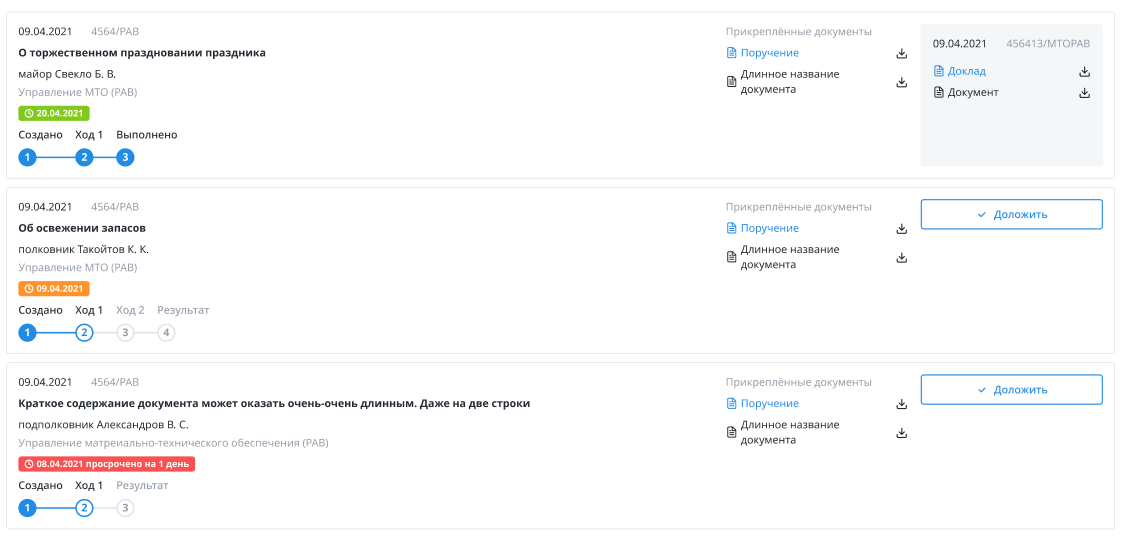 09.04.2021 4564/РАВ
О торжественном праздновании праздника
майор Свекло Б. В.
Управление МТО (РАВ)
20.04.2021
Создано Ход 1 Выполнено
1 2 3
Прикреплённые документы
Поручение
Длинное название
документа
09.04.2021 456413/МТОРАВ
Доклад
Документ
09.04.2021 4564/РАВ
Об освежении запасов
полковник Такойтов К. К.
Управление МТО (РАВ)
09.04.2021
Создано Ход 1 Ход 2 Результат
1 2 3 4
Прикреплённые документы
Поручение
Длинное название
документа
Доложить
09.04.2021 4564/РАВ
Краткое содержание документа может оказать очень-очень длинным. Даже на две строки
подполковник Александров В. С.
Управление матреиально-технического обеспечения (РАВ)
08.04.2021 просрочено на 1 день
Создано Ход 1 Результат
1 2 3
Прикреплённые документы
Поручение
Длинное название
документа
Доложить